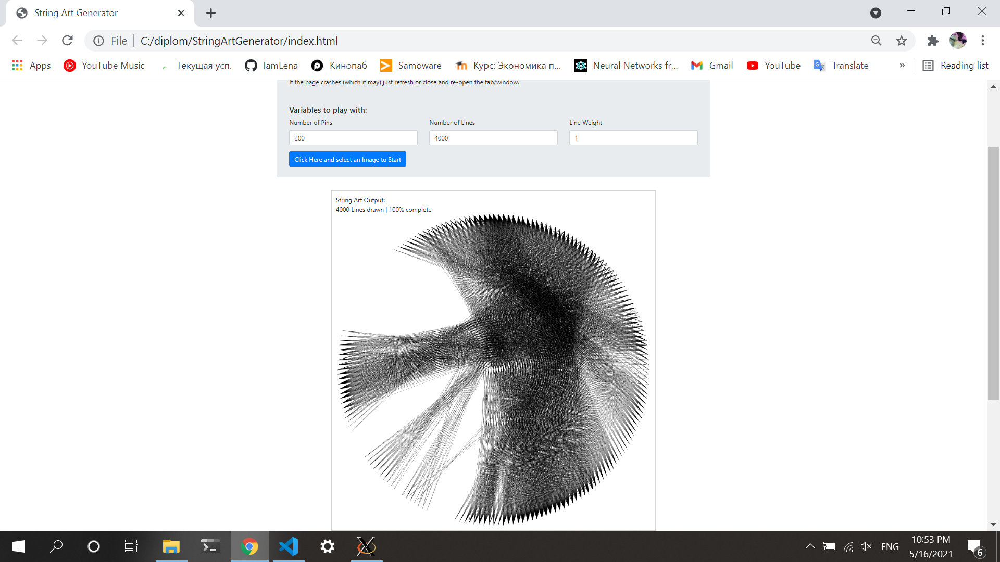 String Art Generator
File | C:/diplom/StringArtGenerator/index.html
Apps YouTube Music Текущая усп. IamLena Кинопаб Samoware Курс: Экономика п... Neural Networks fr... Gmail YouTube Translate » Reading list
If the page crashes (which it may) just refresh or close and re-open the tab/window.
Variables to play with:
Number of Pins Number of Lines Line Weight
200 4000 1
Click Here and select an Image to Start
String Art Output:
4000 Lines drawn | 100% complete
ENG 10:53 PM
5/16/2021 6